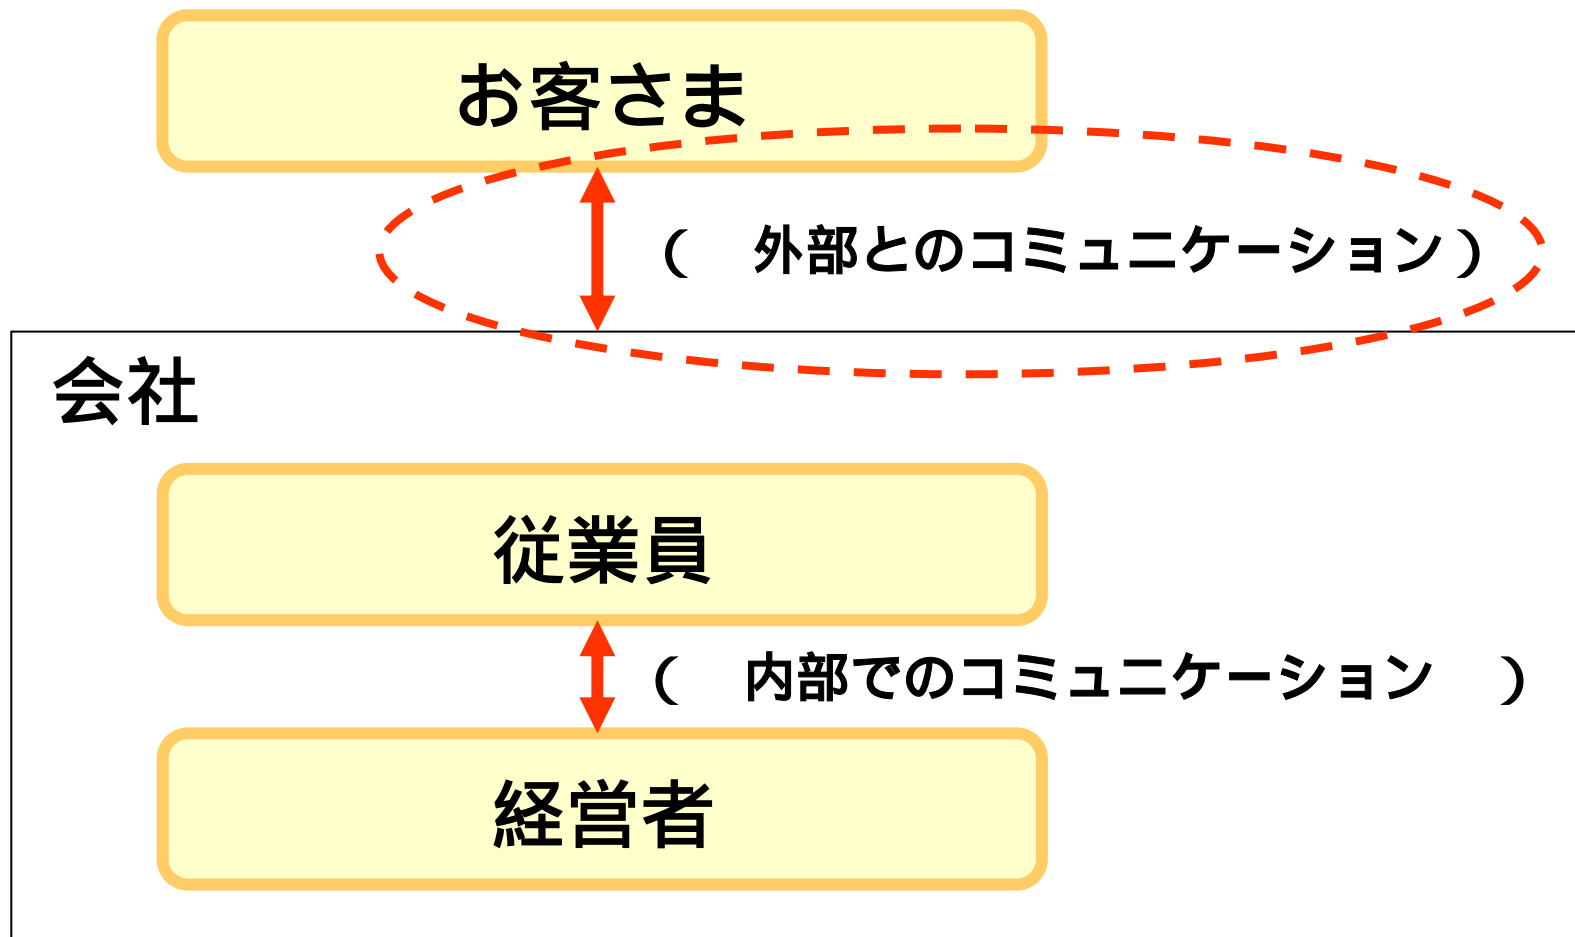 お客さま
（　外部とのコミュニケーション）
会社
従業員
（　内部でのコミュニケーション　）
経営者